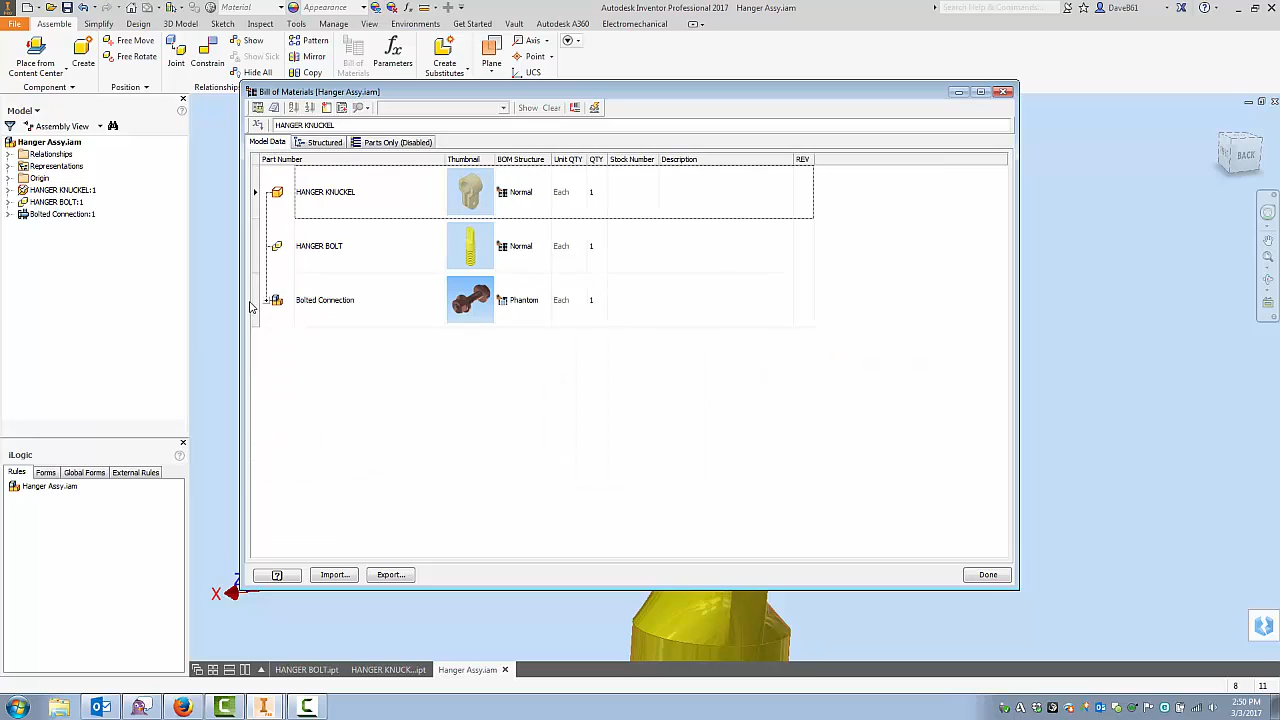 Material
Appearance
Autodesk Inventor Professional 2017 Hanger Assy.iam
Search Help & Commands...
DaveB61
File Assemble Simplify Design 3D Model Sketch Inspect Tools Manage View Environments Get Started Vault Autodesk A360 Electromechanical
Place from
Content Center
Create
Component
Free Move
Free Rotate
Position
Joint
Constrain
Show
Show Sick
Hide All
Relationships
Pattern
Mirror
Copy
Bill of
Materials
Parameters
Create
Substitutes
Plane
Axis
Point
UCS
Model
Assembly View
Hanger Assy.iam
Relationships
Representations
Origin
HANGER KNUCKEL:1
HANGER BOLT:1
Bolted Connection:1
Bill of Materials [Hanger Assy.iam]
Show Clear
HANGER KNUCKEL
Model Data Structured Parts Only (Disabled)
Part Number Thumbnail BOM Structure Unit QTY QTY Stock Number Description REV
HANGER KNUCKEL Normal Each 1
HANGER BOLT Normal Each 1
Bolted Connection Phantom Each 1
Import... Export... Done
BACK
iLogic
Rules Forms Global Forms External Rules
Hanger Assy.iam
X
HANGER BOLT.ipt HANGER KNUCK...ipt Hanger Assy.iam
8 11
2:50 PM
3/3/2017